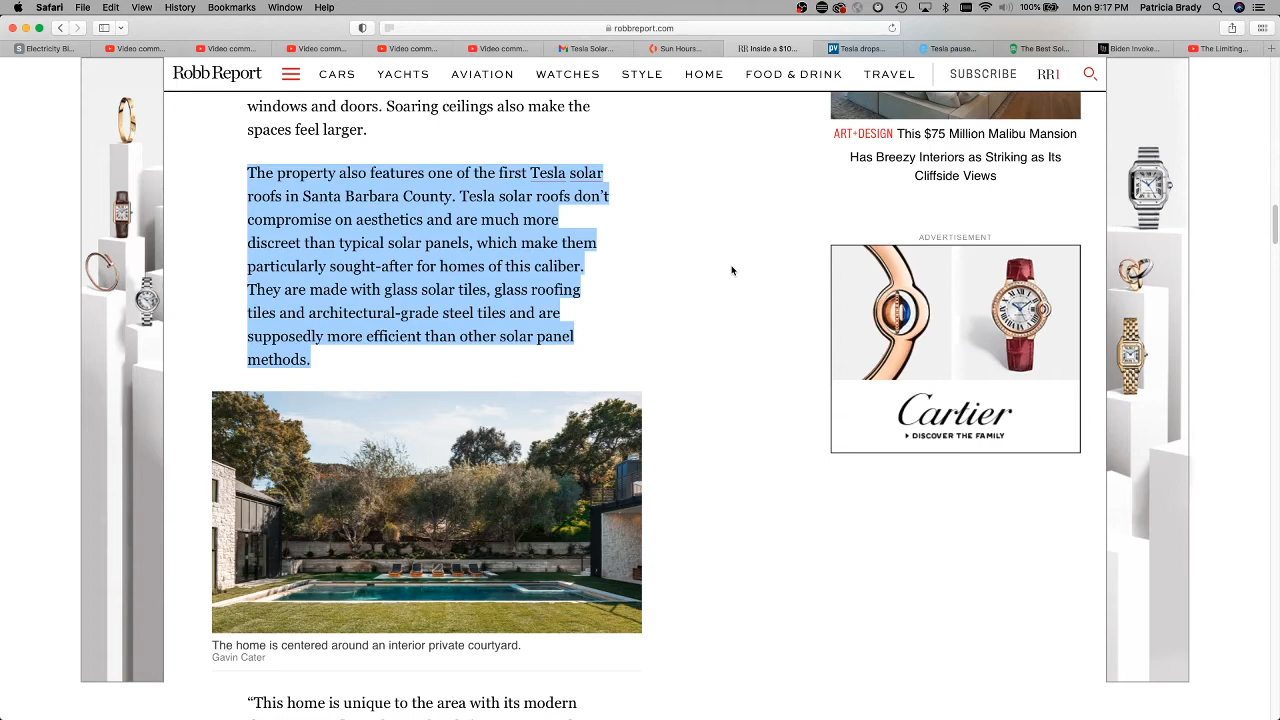 Safari File Edit View History Bookmarks Window Help
100% Mon 9:17 PM Patricia Brady
robbreport.com
Electricity Bi...
Video comm...
Video comm...
Video comm...
Video comm...
Video comm...
Tesla Solar...
Sun Hours...
RR Inside a $10...
Tesla drops...
Tesla pause...
The Best Sol...
Biden Invoke...
The Limiting...
Robb Report
CARS YACHTS AVIATION WATCHES STYLE HOME FOOD & DRINK TRAVEL SUBSCRIBE RR1
windows and doors. Soaring ceilings also make the
spaces feel larger.
The property also features one of the first Tesla solar
roofs in Santa Barbara County. Tesla solar roofs don’t
compromise on aesthetics and are much more
discreet than typical solar panels, which make them
particularly sought-after for homes of this caliber.
They are made with glass solar tiles, glass roofing
tiles and architectural-grade steel tiles and are
supposedly more efficient than other solar panel
methods.
The home is centered around an interior private courtyard.
Gavin Cater
“This home is unique to the area with its modern
ART+DESIGN This $75 Million Malibu Mansion
Has Breezy Interiors as Striking as Its
Cliffside Views
ADVERTISEMENT
Cartier
DISCOVER THE FAMILY